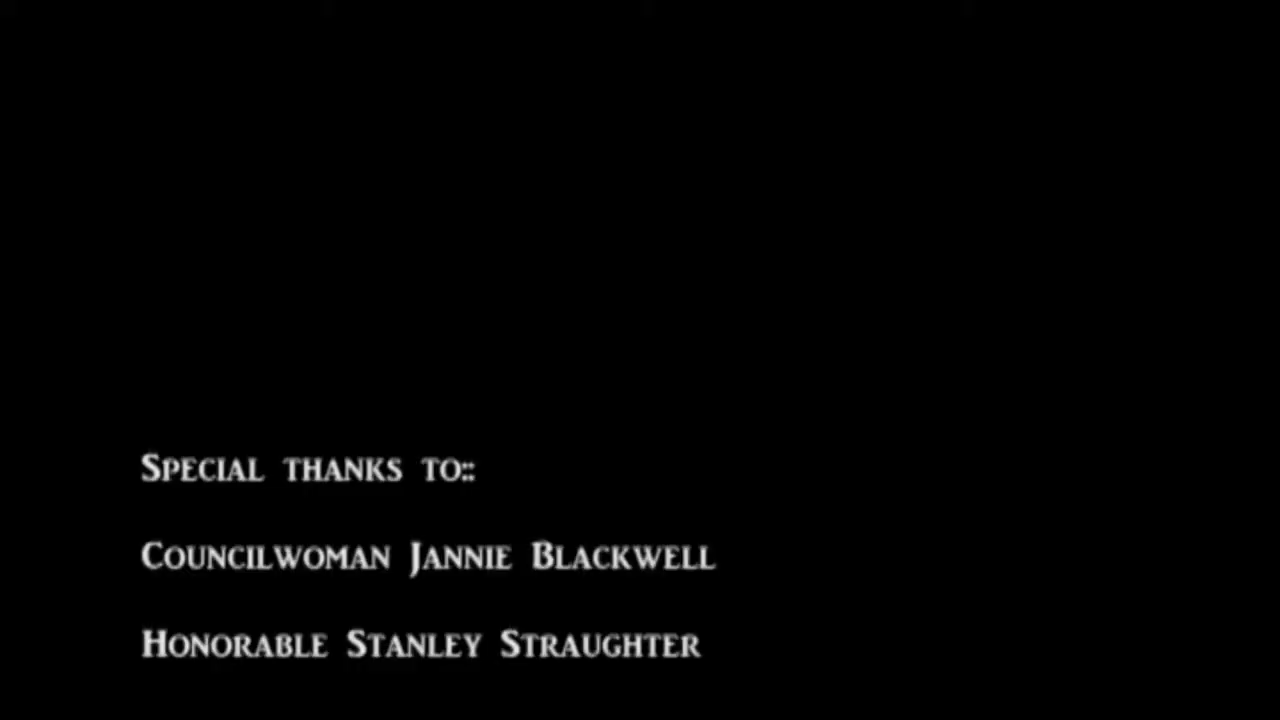 Special thanks to::
Councilwoman Jannie Blackwell
Honorable Stanley Straughter